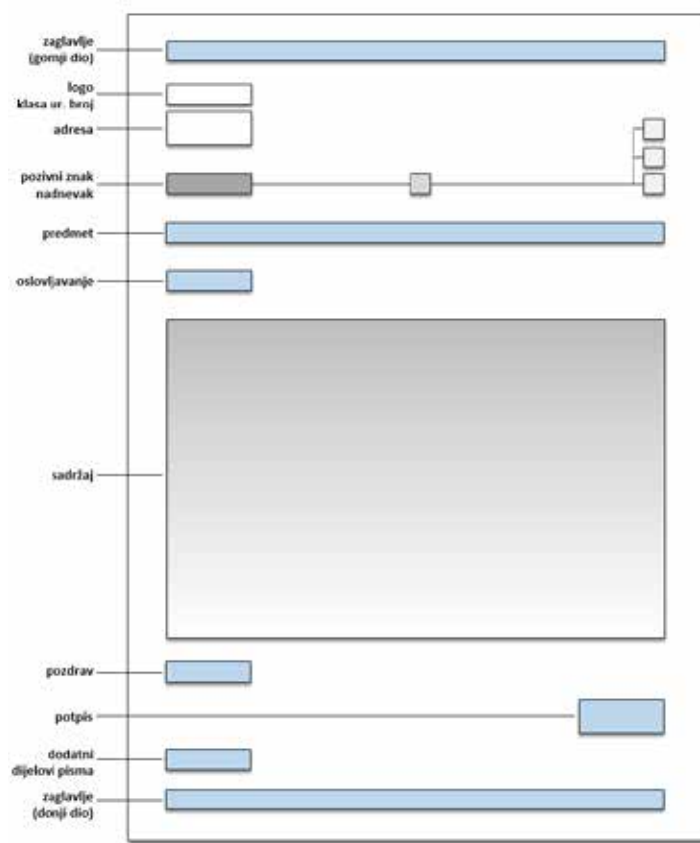 zaglavlje
(gornji dio)
logo
klasa ur. broj
adresa
pozivni znak
nadnevak
predmet
oslovljavanje
sadržaj
pozdrav
potpis
dodatni
dijelovi pisma
zaglavlje
(donji dio)